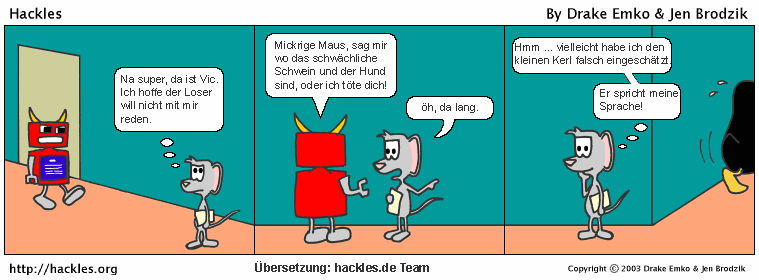 Hackles
By Drake Emko & Jen Brodzik
Na super, da ist Vic.
Ich hoffe der Loser
will nicht mit mir
reden.
Mickrige Maus, sag mir
wo das schwächliche
Schwein und der Hund
sind, oder ich töte dich!
öh, da lang.
Hmm ... vielleicht habe ich den
kleinen Kerl falsch eingeschätzt.
Er spricht meine
Sprache!
http://hackles.org
Übersetzung: hackles.de Team
Copyright © 2003 Drake Emko & Jen Brodzik